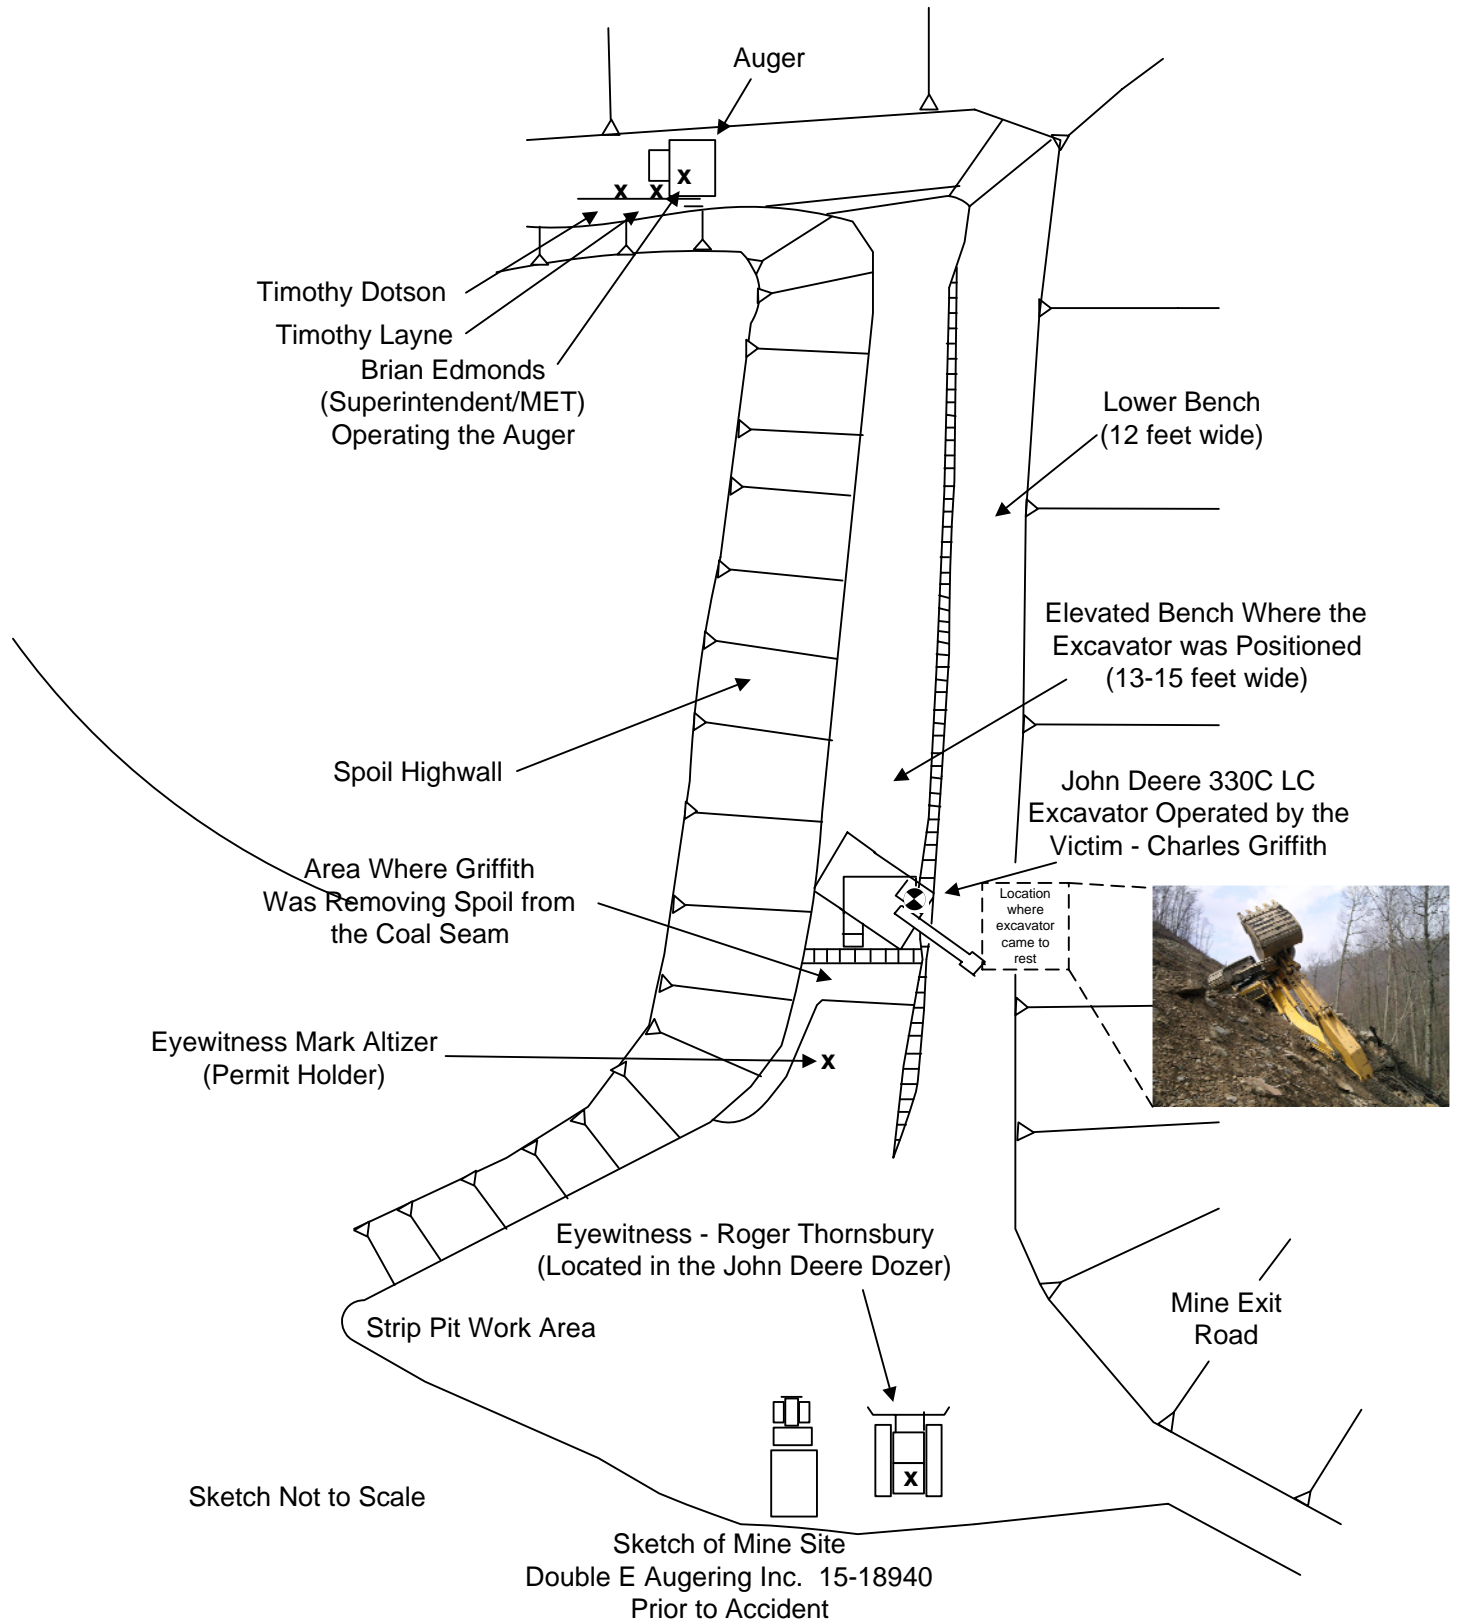 Auger
x
x
x
Timothy Dotson
Timothy Layne
Brian Edmonds
(Superintendent/MET)
Operating the Auger
Lower Bench
(12 feet wide)
Elevated Bench Where the
Excavator was Positioned
(13-15 feet wide)
Spoil Highwall
John Deere 330C LC
Excavator Operated by the
Victim - Charles Griffith
Area Where Griffith
Was Removing Spoil from
the Coal Seam
Location
where
excavator
came to
rest
Eyewitness Mark Altizer
(Permit Holder)
x
Eyewitness - Roger Thornsbury
(Located in the John Deere Dozer)
Mine Exit
Road
Strip Pit Work Area
x
Sketch Not to Scale
Sketch of Mine Site
Double E Augering Inc.  15-18940
Prior to Accident